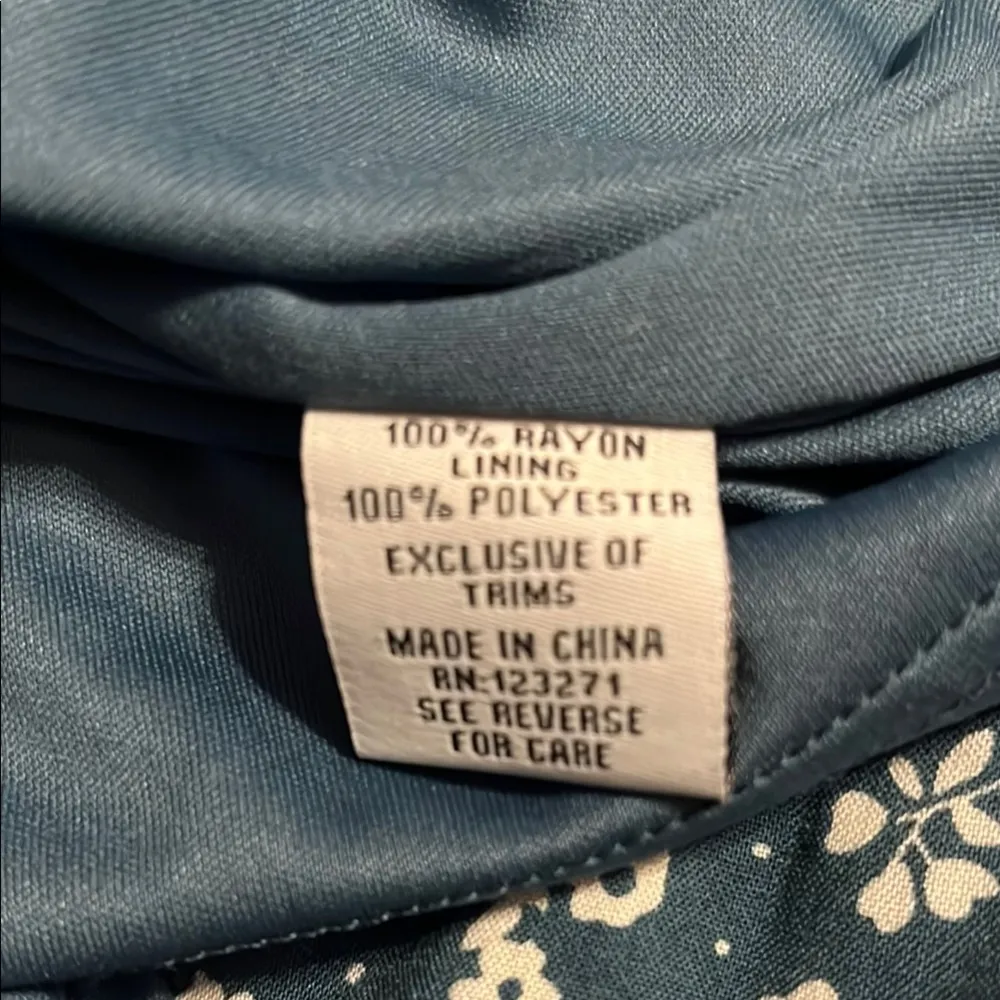 100% RAYON
LINING
100% POLYESTER
EXCLUSIVE OF
TRIMS
MADE IN CHINA
RN:123271
SEE REVERSE
FOR CARE